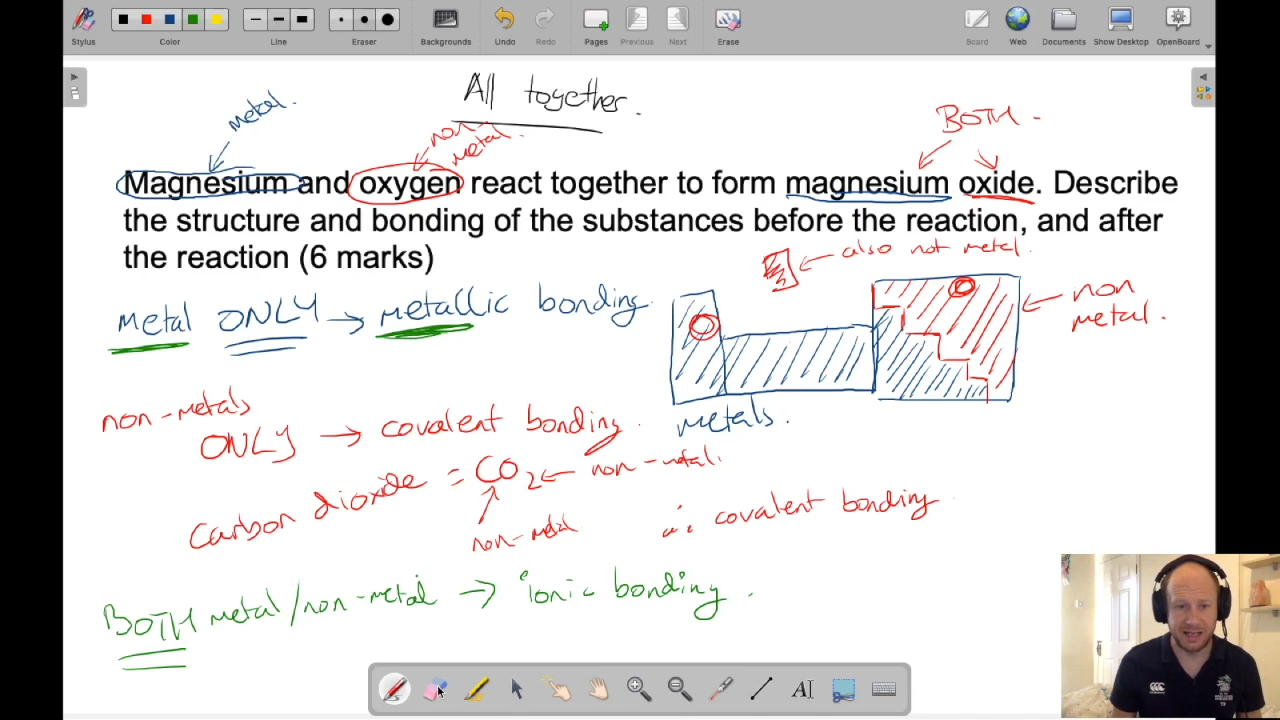 Stylus
Color
Line
Eraser
Backgrounds
Undo
Redo
Pages
Previous
Next
Erase
Board
Web
Documents
Show Desktop
OpenBoard
All together.
metal.
non-
metal.
BOTH.
Magnesium and oxygen react together to form magnesium oxide. Describe
the structure and bonding of the substances before the reaction, and after
the reaction (6 marks)
also not metal.
metal ONLY → metallic bonding.
non
metal.
metals.
non-metals
ONLY → covalent bonding.
Carbon dioxide = CO2 ← non-metal.
non-metal
∴ covalent bonding
BOTH metal/non-metal → ionic bonding.